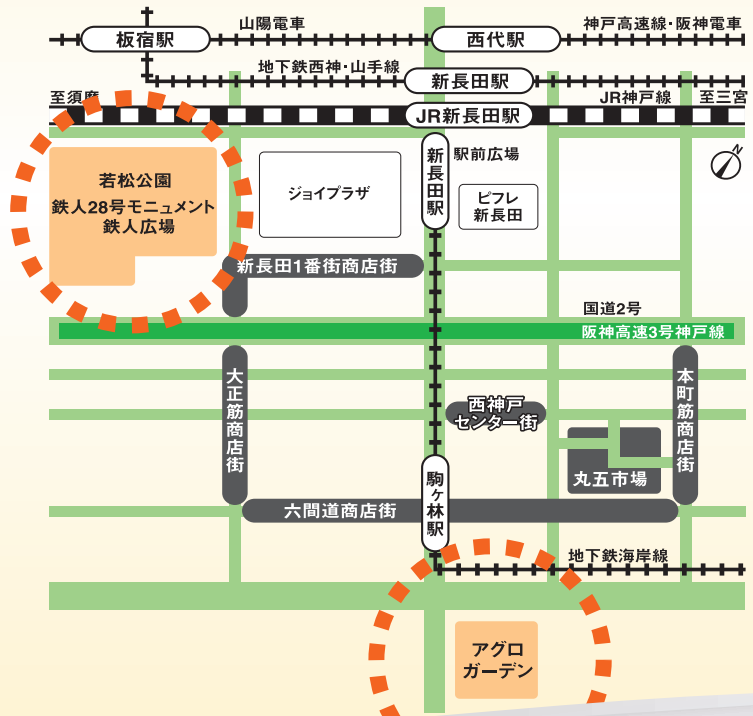 山陽電車
神戸高速線・阪神電車
板宿駅
西代駅
地下鉄西神・山手線
新長田駅
至須磨
JR新長田駅
JR神戸線
至三宮
新長田駅
駅前広場
N
若松公園
鉄人28号モニュメント
鉄人広場
ジョイプラザ
ピフレ
新長田
新長田1番街商店街
国道2号
阪神高速3号神戸線
大正筋商店街
西神戸
センター街
本町筋商店街
丸五市場
駒ヶ林駅
六間道商店街
地下鉄海岸線
アグロ
ガーデン